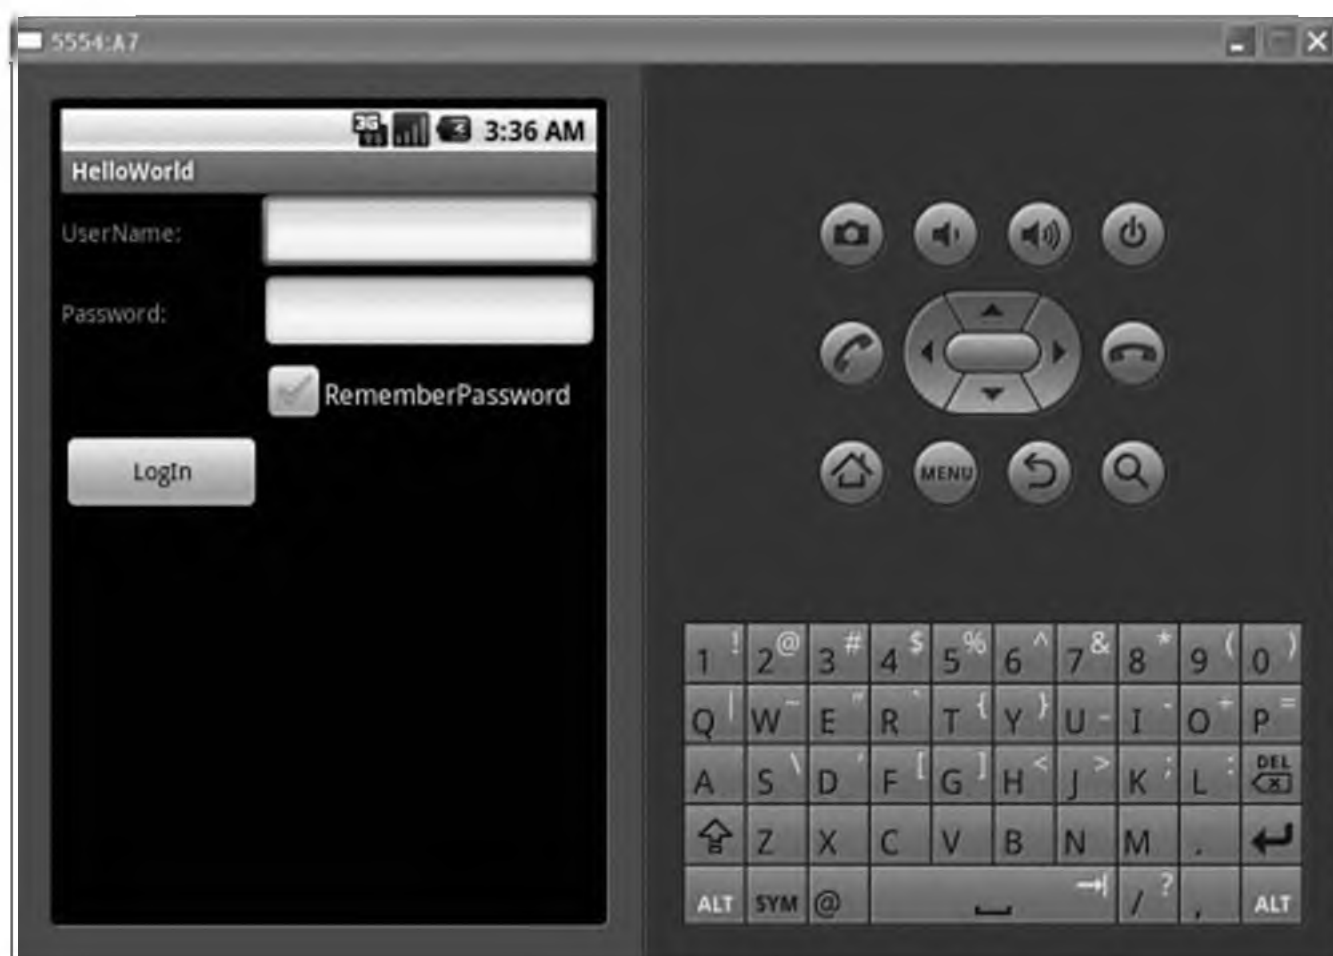 5554:A7
3G 3:36 AM
HelloWorld
UserName:
Password:
RememberPassword
LogIn
MENU
1 ! 2 @ 3 # 4 $ 5 % 6 ^ 7 & 8 * 9 ( 0 )
Q | W ~ E " R ` T { Y } U _ I - O + P =
A S \ D ' F [ G ] H < J > K ; L : DEL
Z X C V B N M .
ALT SYM @ / ? , ALT